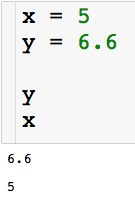 x = 5
y = 6.6
y
x
6.6
5